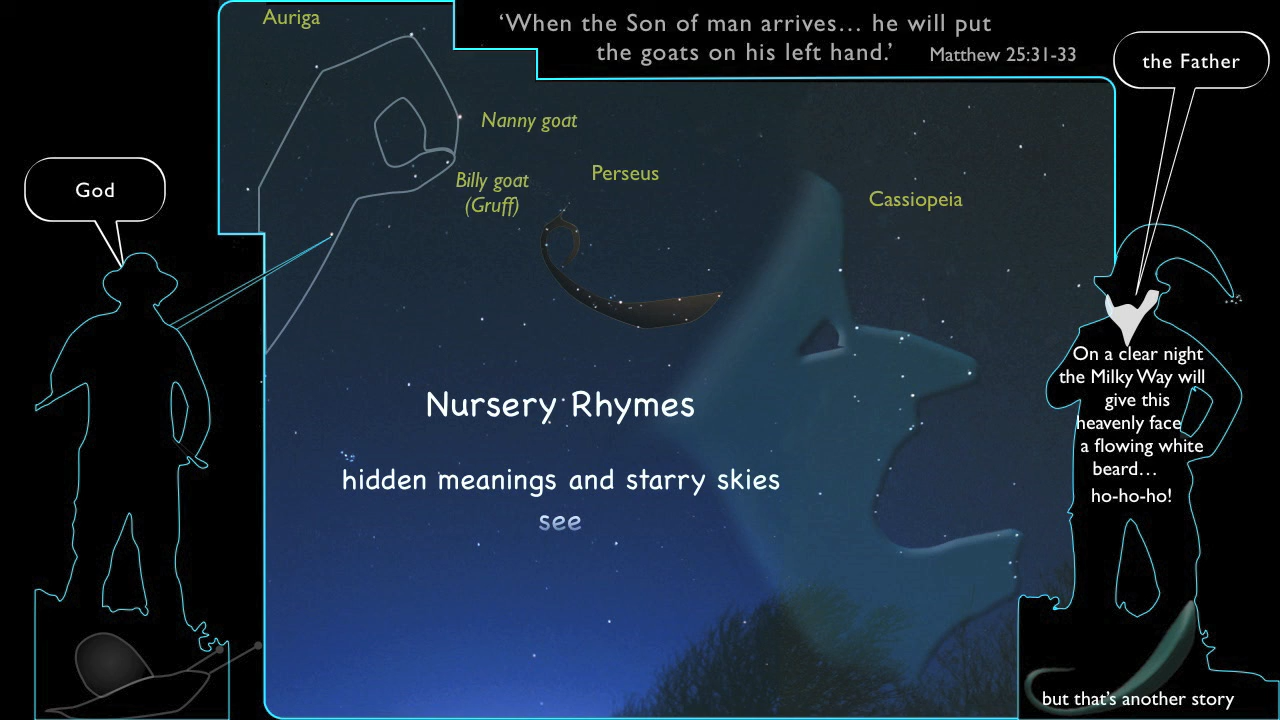 Auriga
‘When the Son of man arrives… he will put
the goats on his left hand.’ Matthew 25:31-33
the Father
Nanny goat
Billy goat
(Gruff)
Perseus
Cassiopeia
God
Nursery Rhymes
hidden meanings and starry skies
see
On a clear night
the Milky Way will
give this
heavenly face
a flowing white
beard…
ho-ho-ho!
but that’s another story